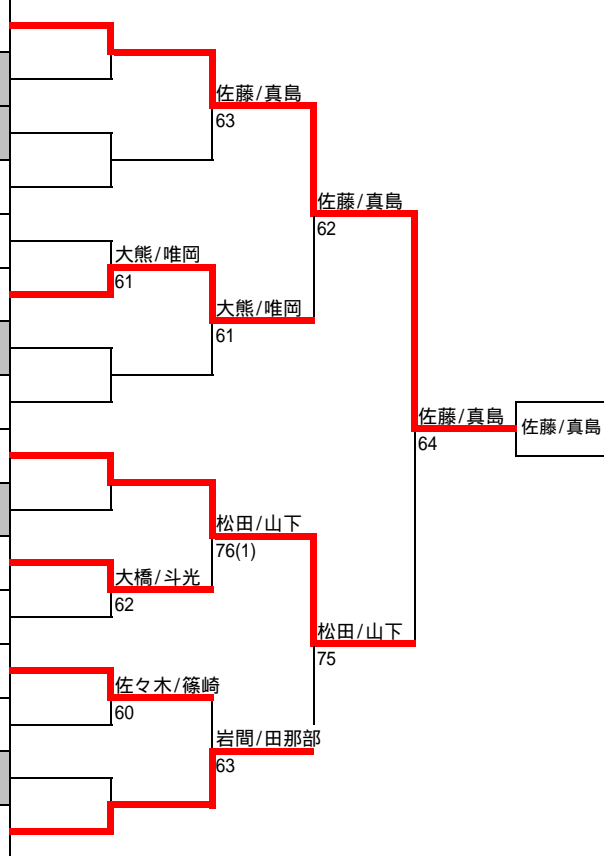 佐藤/真島
63
佐藤/真島
62
大熊/唯岡
61
大熊/唯岡
61
佐藤/真島
64
佐藤/真島
松田/山下
76(1)
大橋/斗光
62
松田/山下
75
佐々木/篠崎
60
岩間/田那部
63